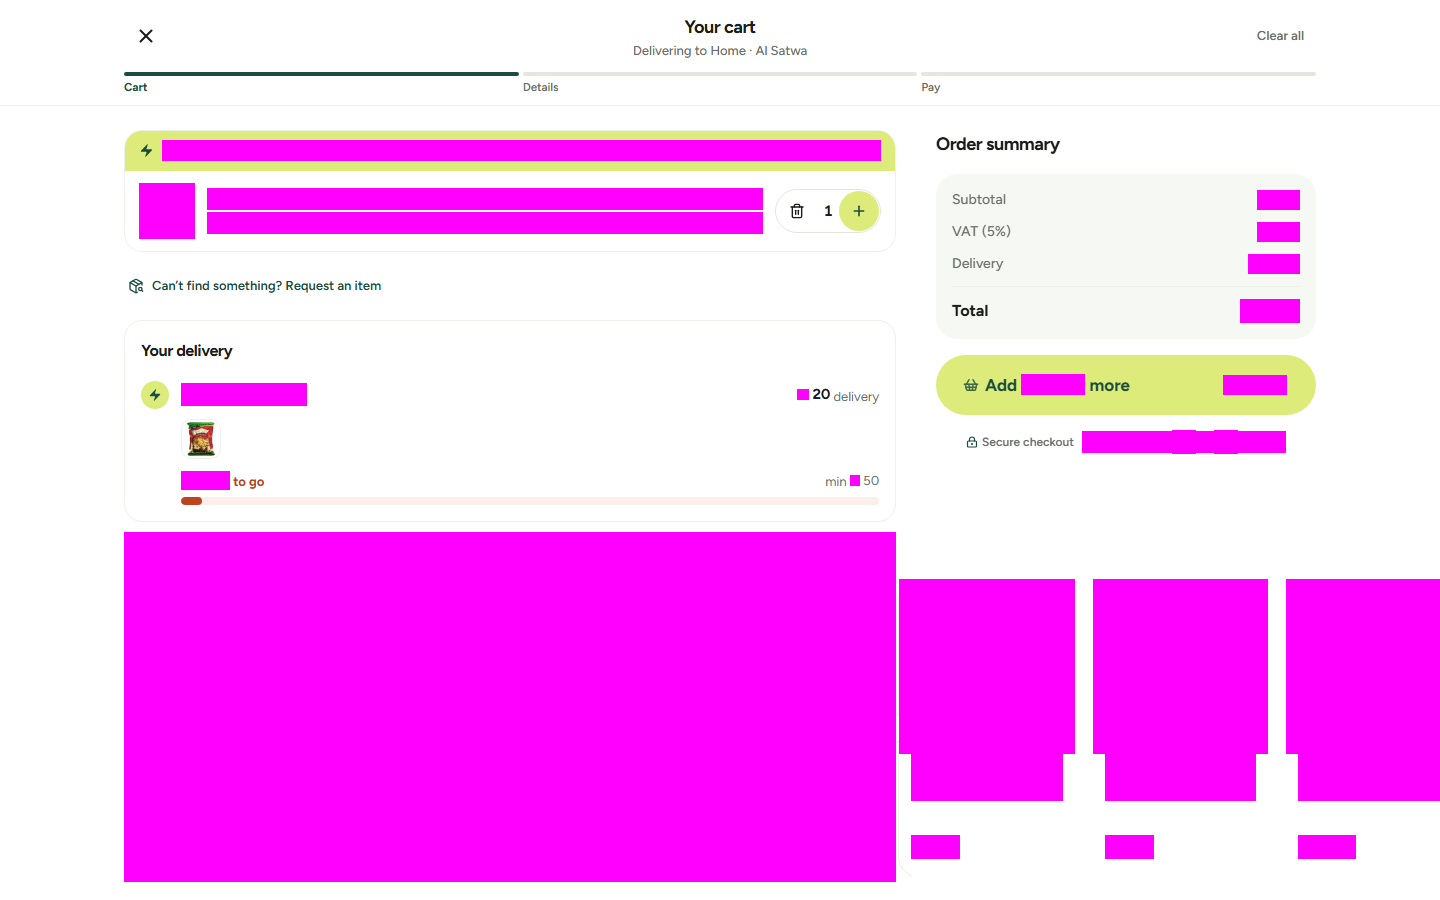 Your cart
Delivering to Home · Al Satwa
Clear all
Cart
Details
Pay
1
Can't find something? Request an item
Your delivery
20 delivery
to go
min 50
Order summary
Subtotal
VAT (5%)
Delivery
Total
Add more
Secure checkout